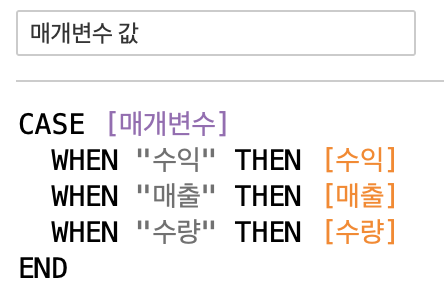 매개변수 값
CASE [매개변수]
WHEN "수익" THEN [수익]
WHEN "매출" THEN [매출]
WHEN "수량" THEN [수량]
END